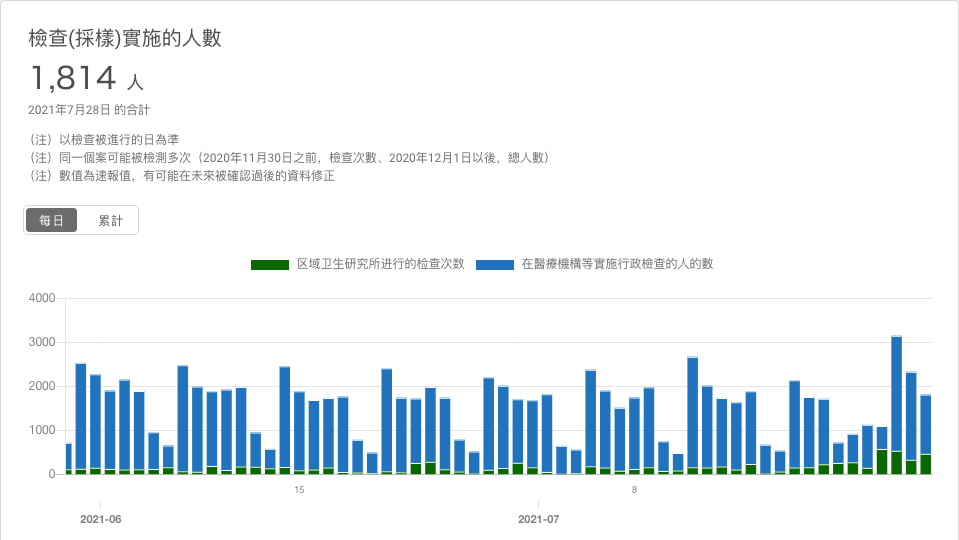 檢查(採樣)實施的人數
1,814 人
2021年7月28日 的合計
（注）以檢查被進行的日為準
（注）同一個案可能被檢測多次（2020年11月30日之前，檢查次數、2020年12月1日以後，總人數）
（注）數值為速報值，有可能在未來被確認過後的資料修正
每日 累計
区域卫生研究所进行的检查次数 在醫療機構等實施行政檢查的人的數
4000
3000
2000
1000
0
15 8
2021-06 2021-07